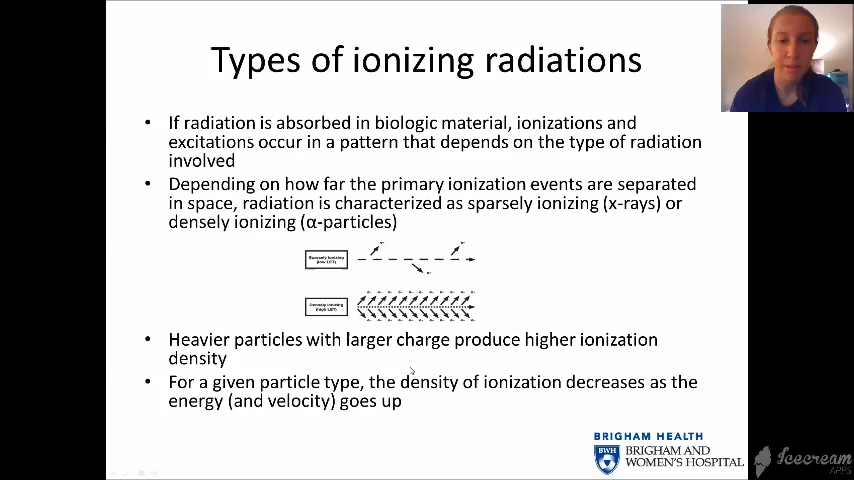 Types of ionizing radiations
• If radiation is absorbed in biologic material, ionizations and
excitations occur in a pattern that depends on the type of radiation
involved
• Depending on how far the primary ionization events are separated
in space, radiation is characterized as sparsely ionizing (x-rays) or
densely ionizing (α-particles)
Sparsely ionizing
(low LET)
Densely ionizing
(high LET)
• Heavier particles with larger charge produce higher ionization
density
• For a given particle type, the density of ionization decreases as the
energy (and velocity) goes up
BRIGHAM HEALTH
BWH
BRIGHAM AND
WOMEN'S HOSPITAL
Icecream
APPS